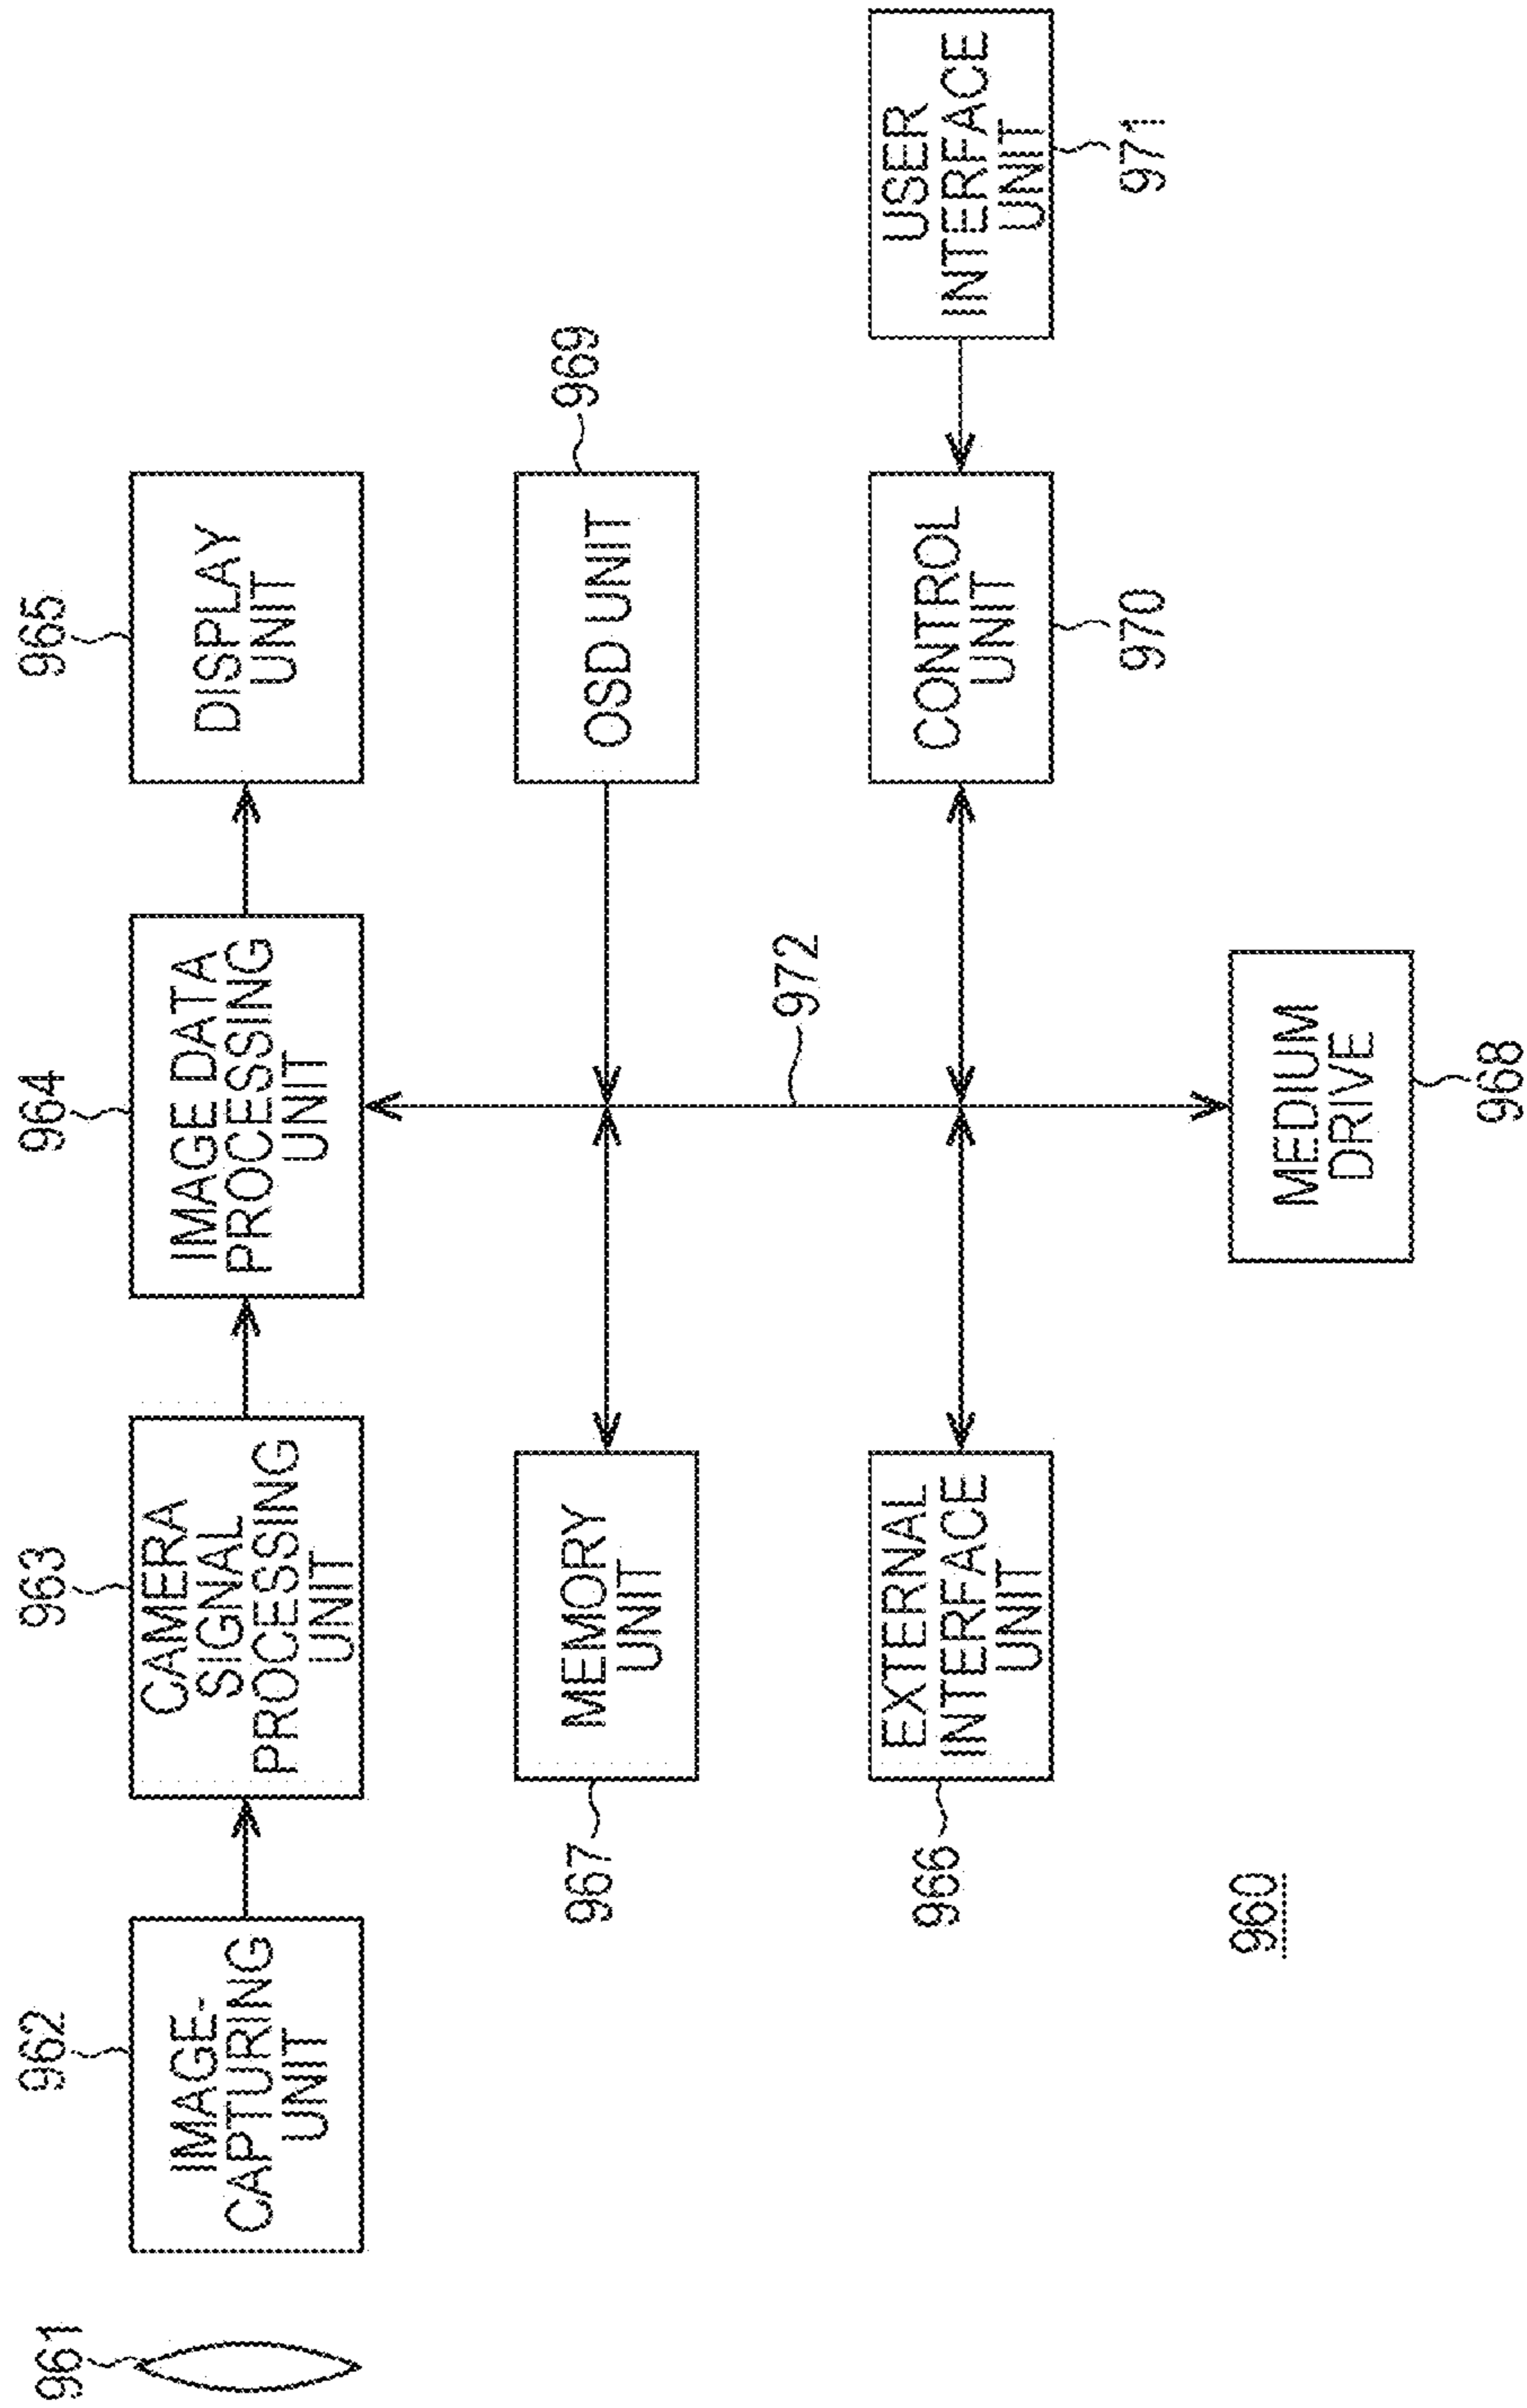 961
962
IMAGE-
CAPTURING
UNIT
963
CAMERA
SIGNAL
PROCESSING
UNIT
964
IMAGE DATA
PROCESSING
UNIT
965
DISPLAY
UNIT
967
MEMORY
UNIT
969
OSD UNIT
972
966
EXTERNAL
INTERFACE
UNIT
CONTROL
UNIT
970
USER
INTERFACE
UNIT
971
MEDIUM
DRIVE
968
960